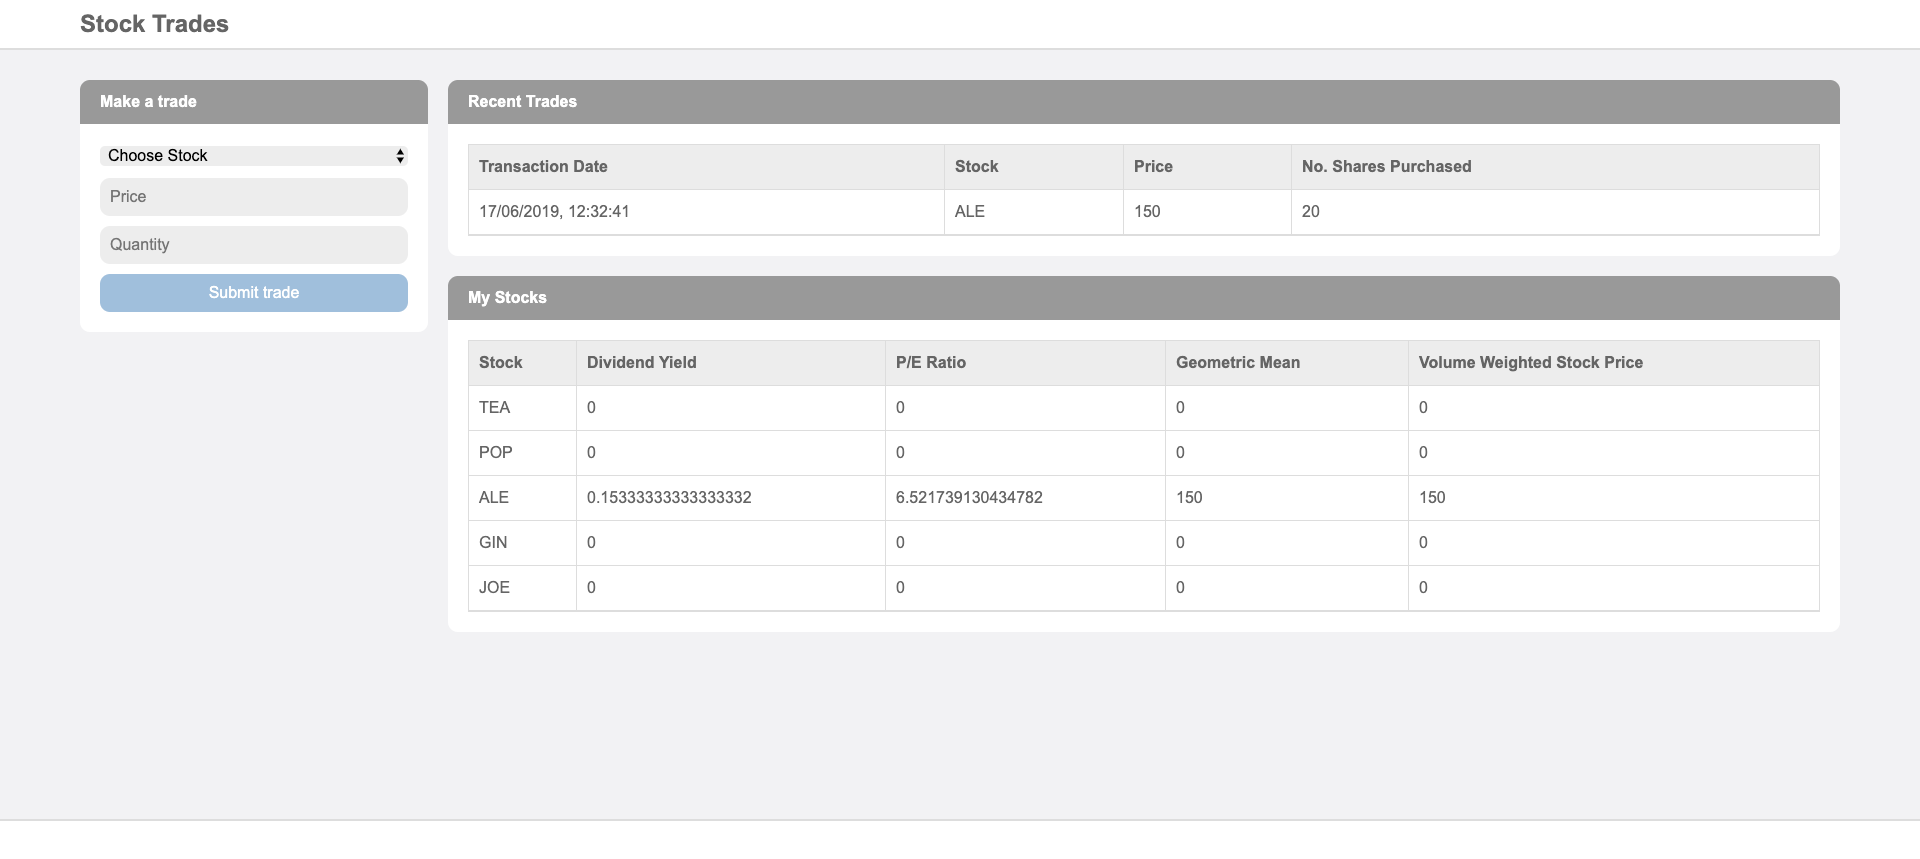 Stock Trades
Make a trade
Choose Stock
Price
Quantity
Submit trade
Recent Trades
Transaction Date Stock Price No. Shares Purchased
17/06/2019, 12:32:41 ALE 150 20
My Stocks
Stock Dividend Yield P/E Ratio Geometric Mean Volume Weighted Stock Price
TEA 0 0 0 0
POP 0 0 0 0
ALE 0.15333333333333332 6.521739130434782 150 150
GIN 0 0 0 0
JOE 0 0 0 0